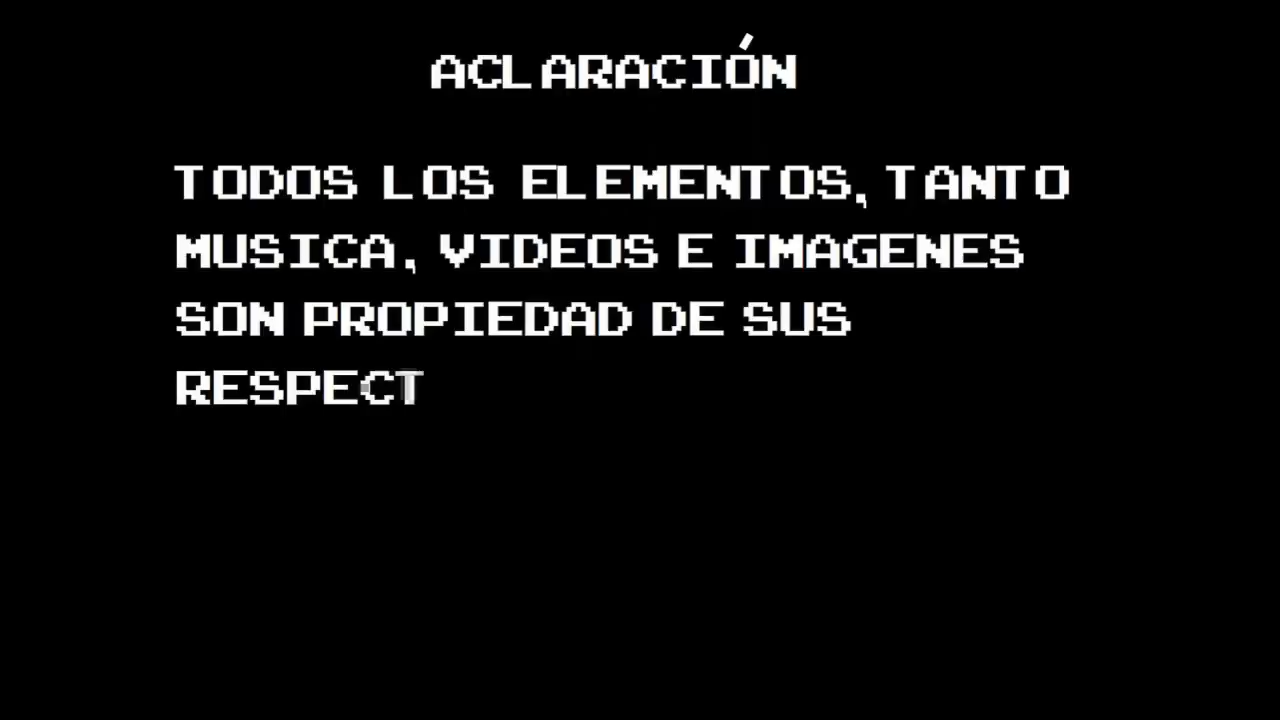 ACLARACIÓN
TODOS LOS ELEMENTOS, TANTO
MUSICA, VIDEOS E IMAGENES
SON PROPIEDAD DE SUS
RESPECT